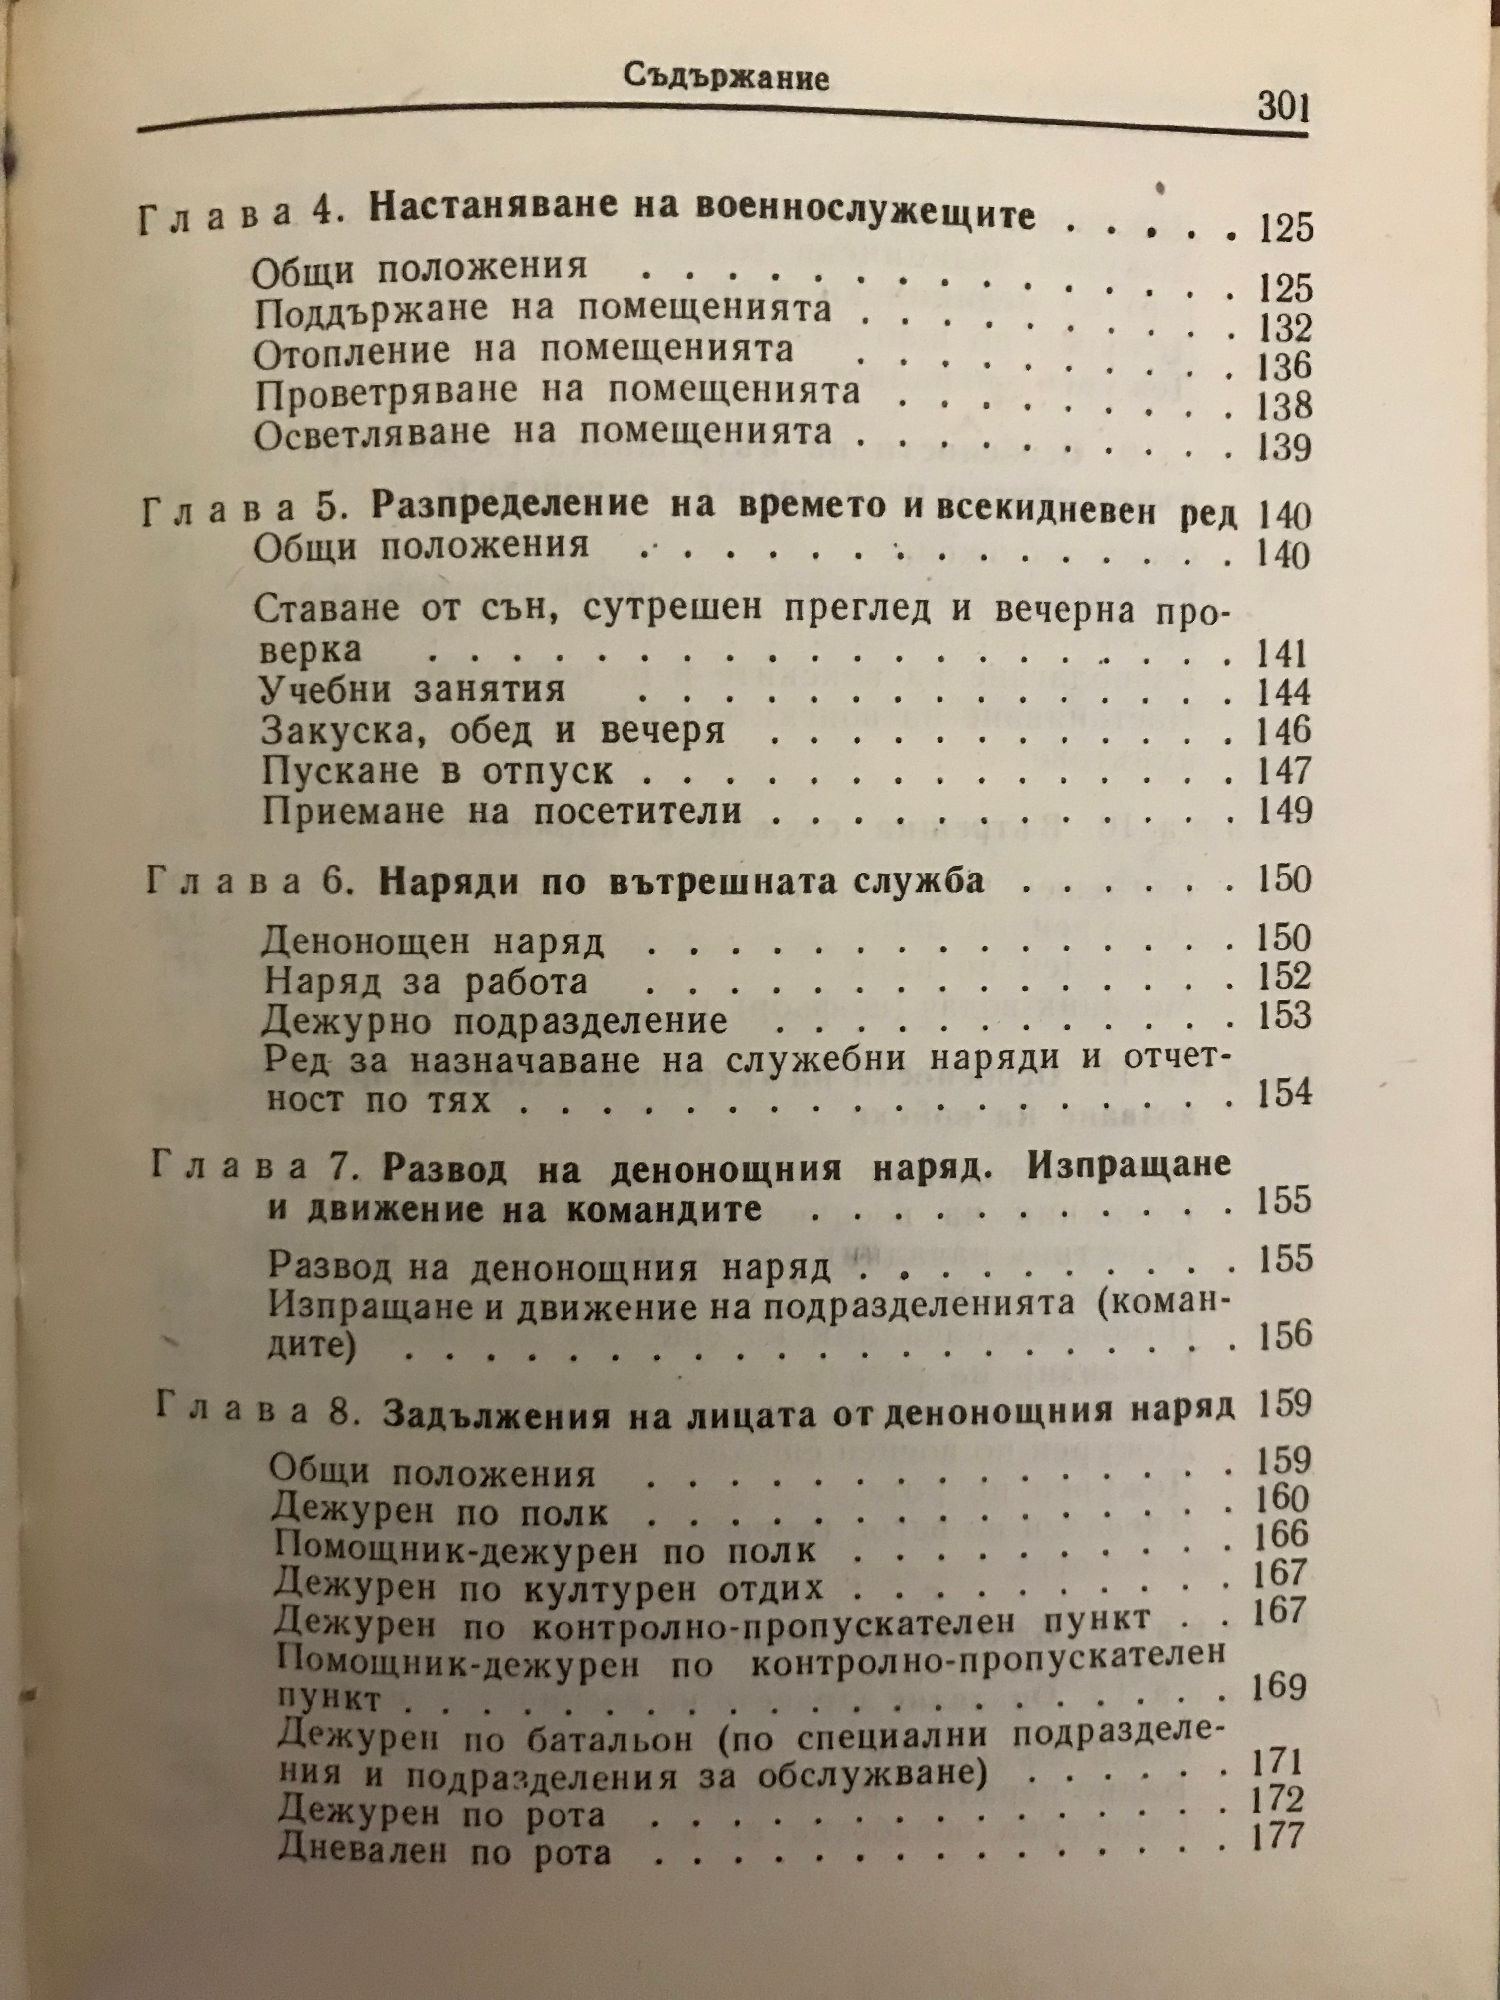 Съдържание
301
Глава 4. Настаняване на военнослужещите . . . . . 125
Общи положения . . . . . . . . . . . . . . 125
Поддържане на помещенията . . . . . . . . . 132
Отопление на помещенията . . . . . . . . . 136
Проветряване на помещенията . . . . . . . . 138
Осветляване на помещенията . . . . . . . . . 139
Глава 5. Разпределение на времето и всекидневен ред 140
Общи положения . . . . . . . . . . . . . . 140
Ставане от сън, сутрешен преглед и вечерна про-
верка . . . . . . . . . . . . . . . . . . . 141
Учебни занятия . . . . . . . . . . . . . . 144
Закуска, обед и вечеря . . . . . . . . . . . 146
Пускане в отпуск . . . . . . . . . . . . . . 147
Приемане на посетители . . . . . . . . . . . 149
Глава 6. Наряди по вътрешната служба . . . . . . 150
Денонощен наряд . . . . . . . . . . . . . . 150
Наряд за работа . . . . . . . . . . . . . . 152
Дежурно подразделение . . . . . . . . . . . 153
Ред за назначаване на служебни наряди и отчет-
ност по тях . . . . . . . . . . . . . . . . . 154
Глава 7. Развод на денонощния наряд. Изпращане
и движение на командите . . . . . . . . . . . 155
Развод на денонощния наряд . . . . . . . . . 155
Изпращане и движение на подразделенията (коман-
дите) . . . . . . . . . . . . . . . . . . . . 156
Глава 8. Задължения на лицата от денонощния наряд 159
Общи положения . . . . . . . . . . . . . . 159
Дежурен по полк . . . . . . . . . . . . . . 160
Помощник-дежурен по полк . . . . . . . . . 166
Дежурен по културен отдих . . . . . . . . . 167
Дежурен по контролно-пропускателен пункт . . 167
Помощник-дежурен по контролно-пропускателен
пункт . . . . . . . . . . . . . . . . . . . . 169
Дежурен по батальон (по специални подразделе-
ния и подразделения за обслужване) . . . . . . 171
Дежурен по рота . . . . . . . . . . . . . . 172
Дневален по рота . . . . . . . . . . . . . . 177